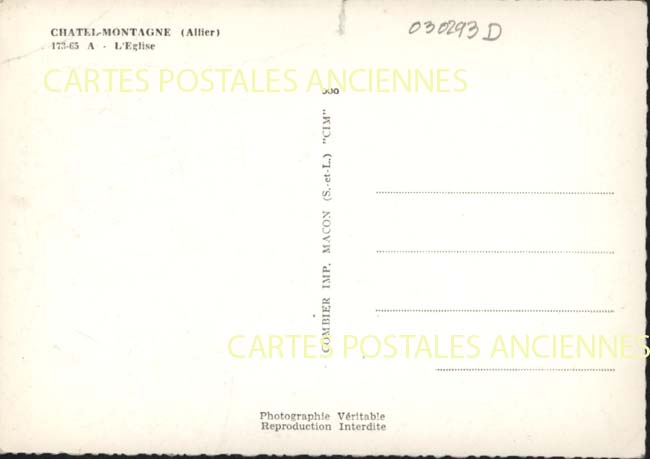 CHATEL-MONTAGNE (Allier)
173-65 A - L'Eglise
030293D
CARTES POSTALES ANCIENNES
COMBIER IMP. MACON (S.-et-L.) "CIM"
CARTES POSTALES ANCIENNES
Photographie Véritable
Reproduction Interdite